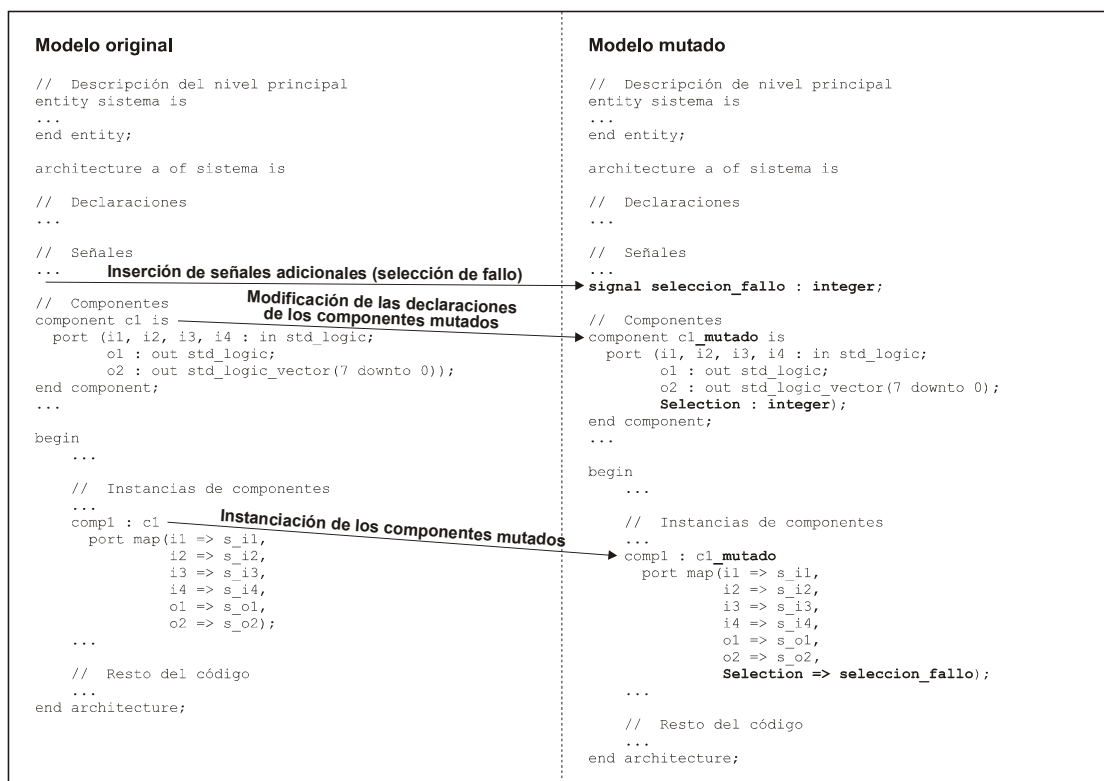 Modelo original
// Descripción del nivel principal
entity sistema is
...
end entity;
architecture a of sistema is
// Declaraciones
...
// Señales
...
// Componentes
component c1 is
port (i1, i2, i3, i4 : in std_logic;
o1 : out std_logic;
o2 : out std_logic_vector(7 downto 0));
end component;
...
begin
...
// Instancias de componentes
...
comp1 : c1
port map(i1 => s_i1,
i2 => s_i2,
i3 => s_i3,
i4 => s_i4,
o1 => s_o1,
o2 => s_o2);
...
// Resto del código
...
end architecture;
Inserción de señales adicionales (selección de fallo)
Modificación de las declaraciones
de los componentes mutados
Instanciación de los componentes mutados
Modelo mutado
// Descripción de nivel principal
entity sistema is
...
end entity;
architecture a of sistema is
// Declaraciones
...
// Señales
...
signal seleccion_fallo : integer;
// Componentes
component c1_mutado is
port (i1, i2, i3, i4 : in std_logic;
o1 : out std_logic;
o2 : out std_logic_vector(7 downto 0);
Selection : integer);
end component;
...
begin
...
// Instancias de componentes
...
comp1 : c1_mutado
port map(i1 => s_i1,
i2 => s_i2,
i3 => s_i3,
i4 => s_i4,
o1 => s_o1,
o2 => s_o2,
Selection => seleccion_fallo);
...
// Resto del código
...
end architecture;